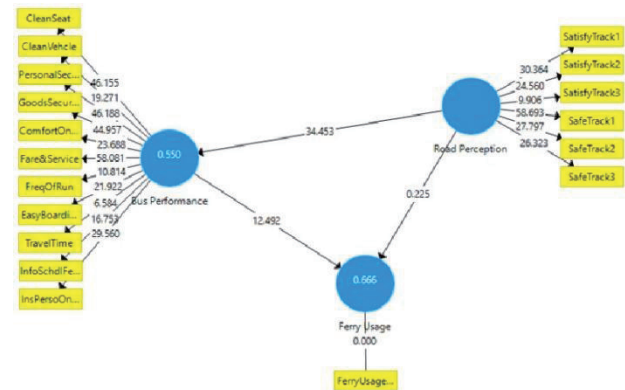 CleanSeat
CleanVehcle
PersonalSec...
GoodsSecur...
ComfortOn...
Fare&Service
FreqOfRun
EasyBoardi...
TravelTime
InfoSchdlFe...
InsPersoOn...
46.155
19.271
46.188
44.957
23.688
58.081
10.814
21.922
6.584
16.753
29.560
0.550
Bus Performance
34.453
12.492
0.225
Road Perception
30.364
24.560
9.906
58.693
27.797
26.323
SatisfyTrack1
SatisfyTrack2
SatisfyTrack3
SafeTrack1
SafeTrack2
SafeTrack3
0.666
Ferry Usage
0.000
FerryUsage...